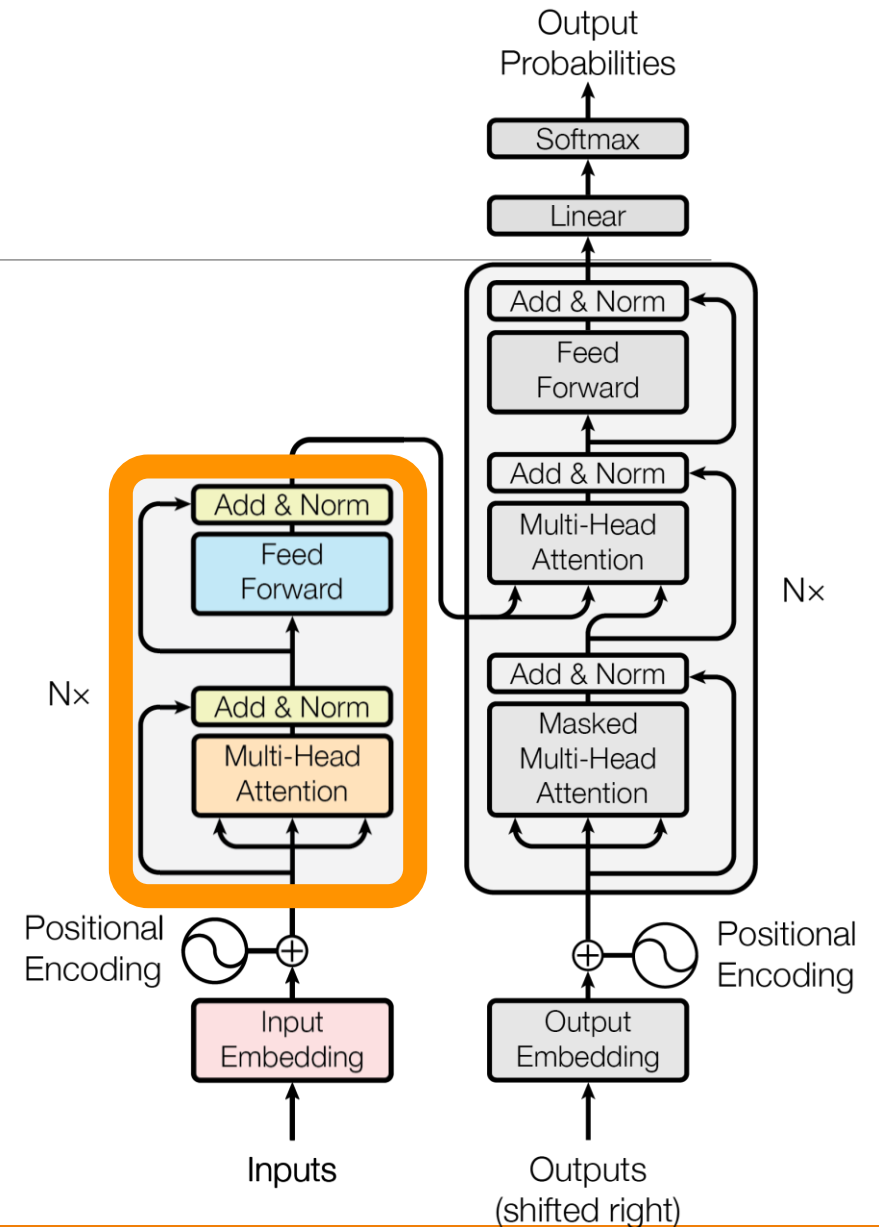 Output
Probabilities
Softmax
Linear
Add & Norm
Feed
Forward
Add & Norm
Multi-Head
Attention
N×
Add & Norm
Masked
Multi-Head
Attention
Positional
Encoding
Output
Embedding
Outputs
(shifted right)
Add & Norm
Feed
Forward
N×
Add & Norm
Multi-Head
Attention
Positional
Encoding
Input
Embedding
Inputs